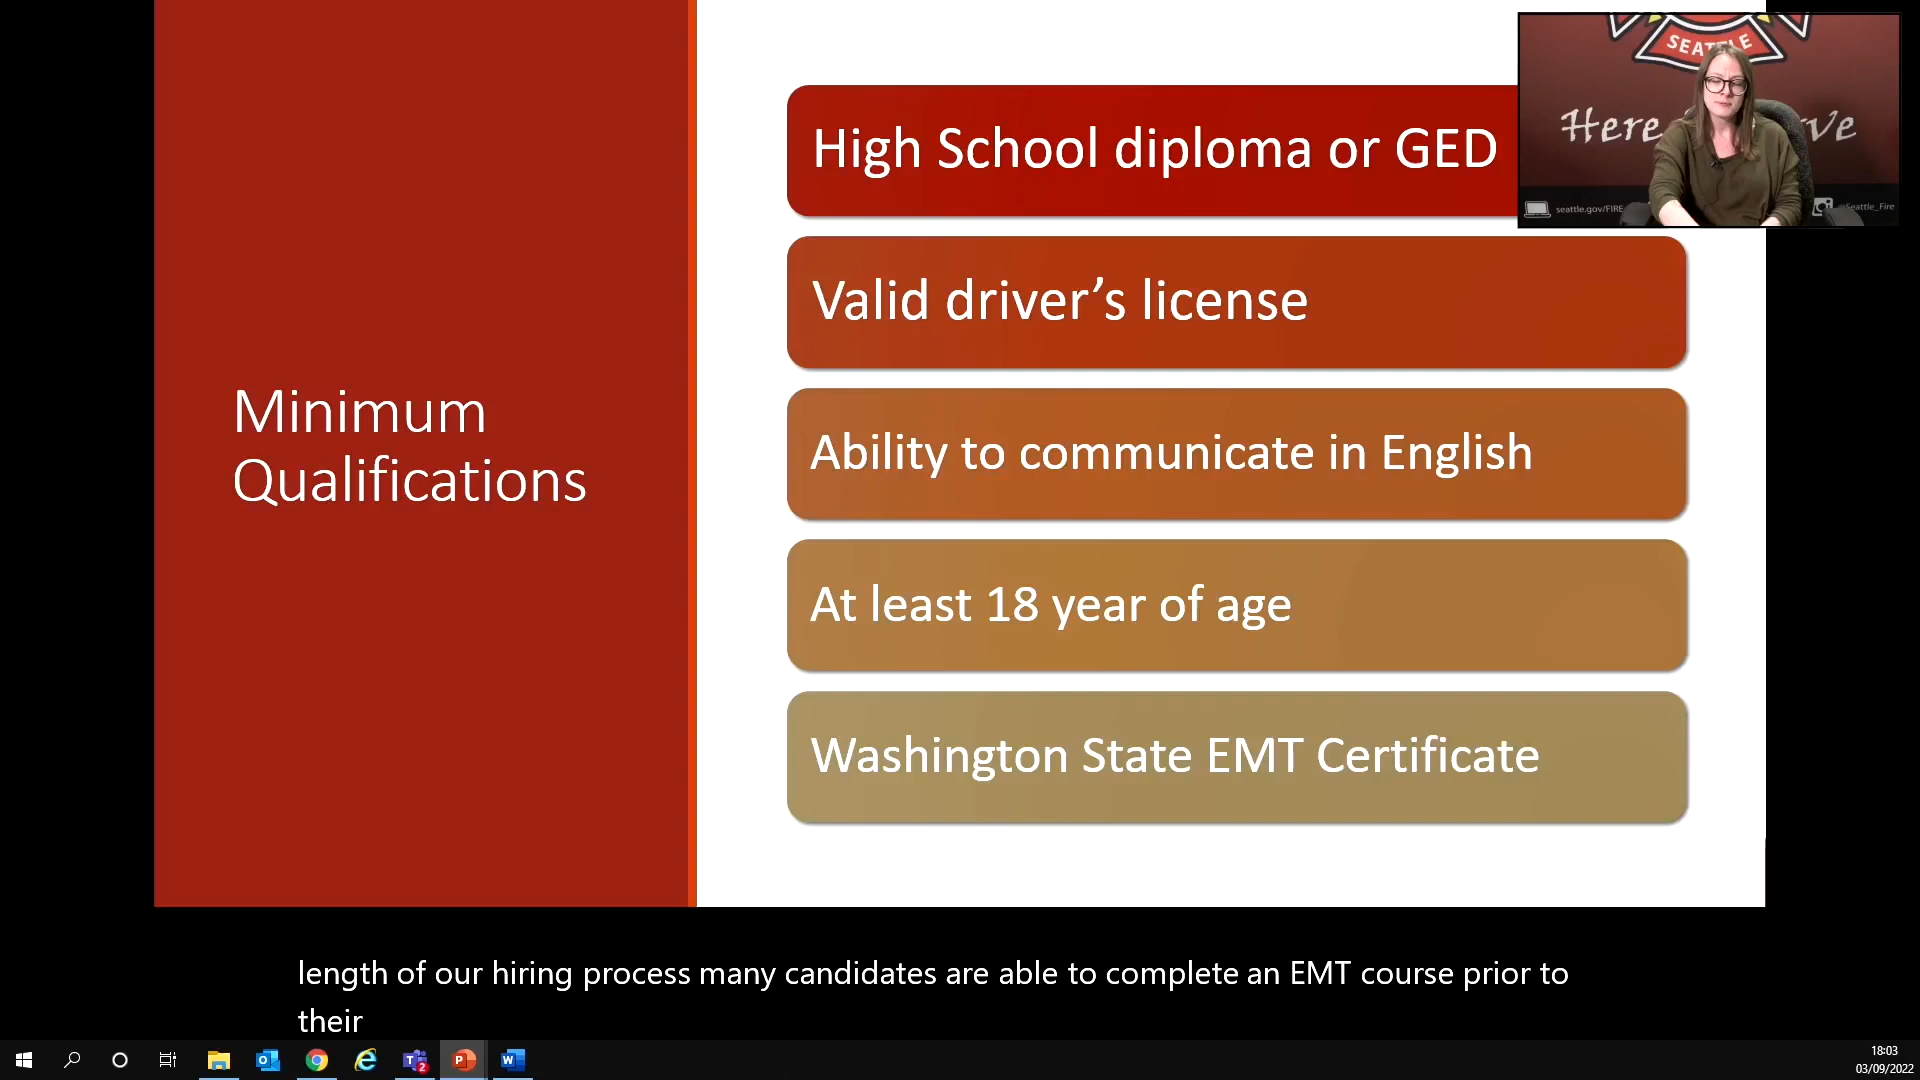 Minimum
Qualifications
High School diploma or GED
Valid driver’s license
Ability to communicate in English
At least 18 year of age
Washington State EMT Certificate
SEATTLE
Here
ve
seattle.gov/FIRE
@Seattle_Fire
length of our hiring process many candidates are able to complete an EMT course prior to
their
18:03
03/09/2022